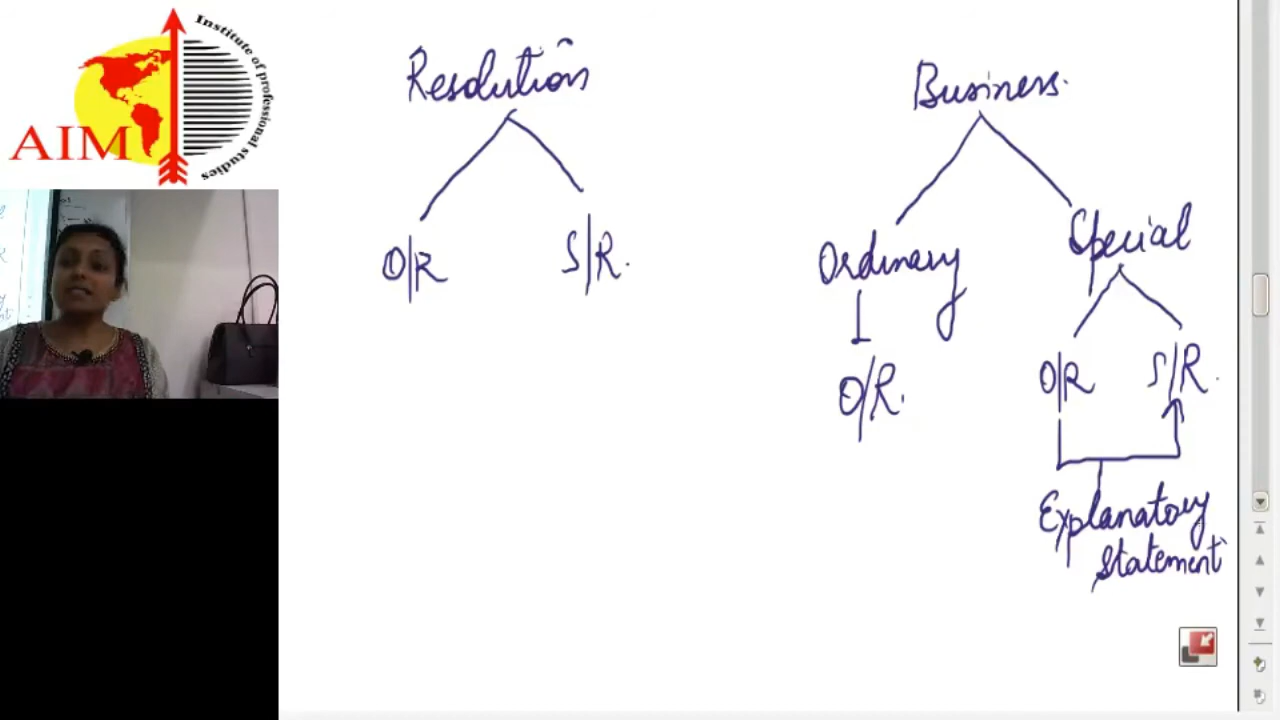 Institute of professional studies
AIM
Resolution
O/R
S/R.
Business.
Ordinary
O/R.
Special
O/R
S/R.
Explanatory
Statement